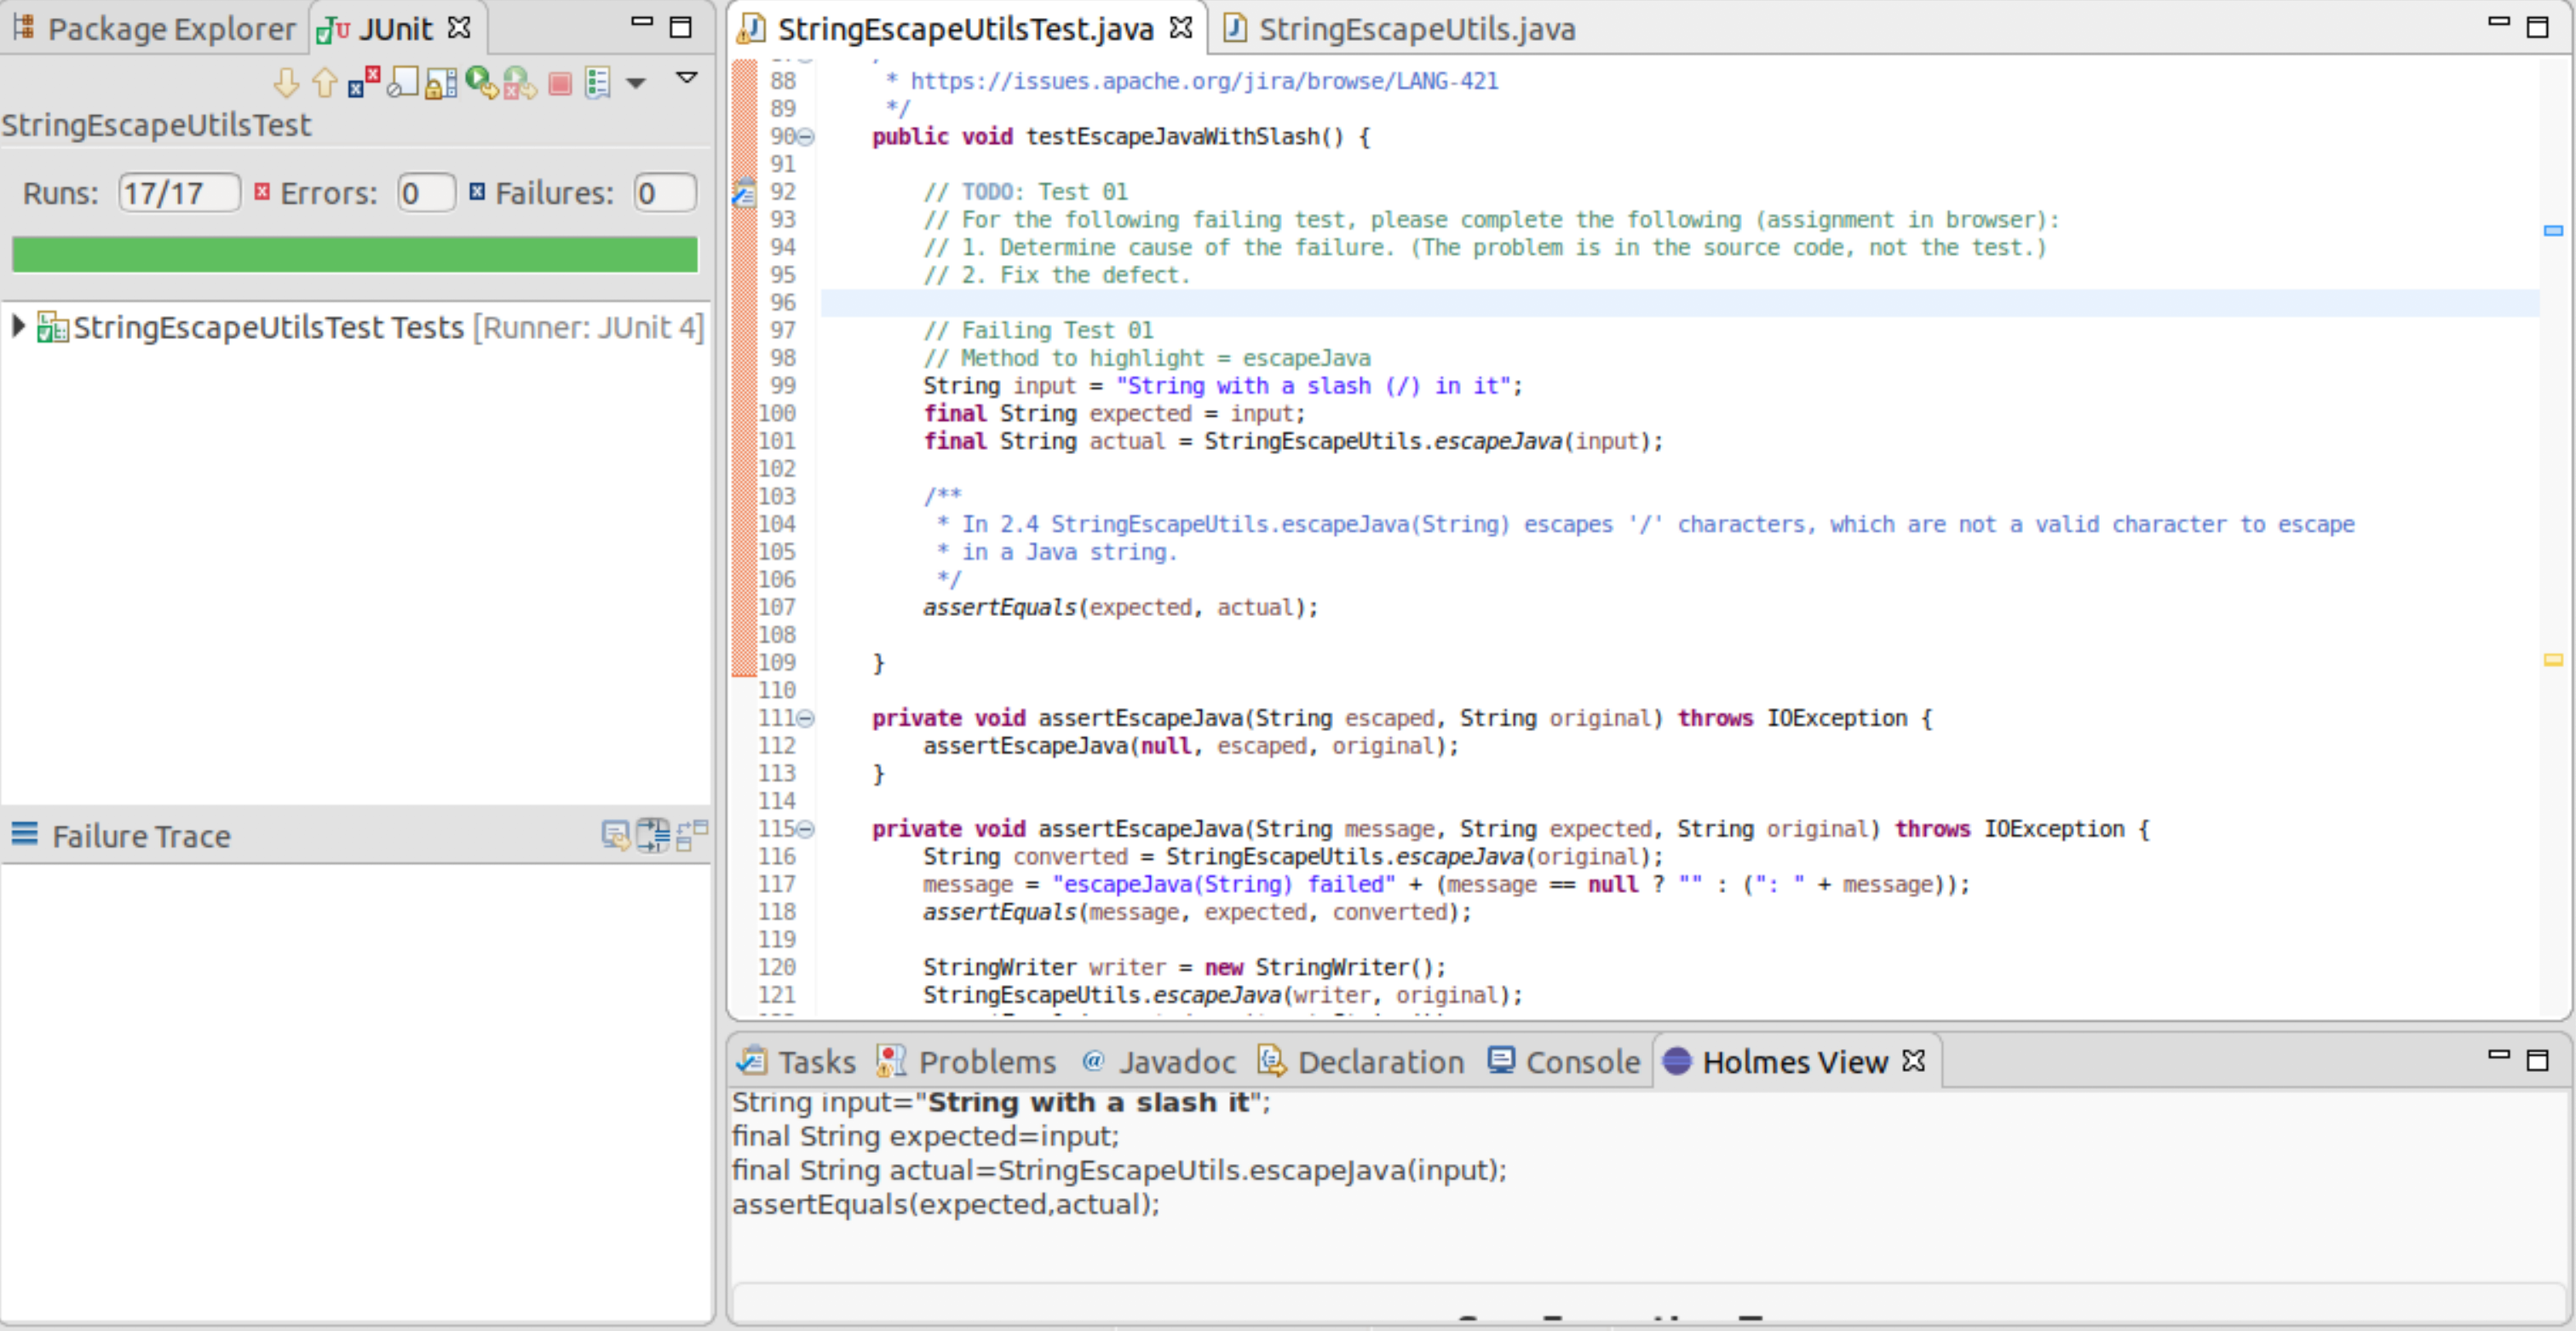 Package Explorer JUnit
StringEscapeUtilsTest
Runs: 17/17 Errors: 0 Failures: 0
StringEscapeUtilsTest Tests [Runner: JUnit 4]
Failure Trace
StringEscapeUtilsTest.java StringEscapeUtils.java
88 * https://issues.apache.org/jira/browse/LANG-421
89 */
90 public void testEscapeJavaWithSlash() {
91
92 // TODO: Test 01
93 // For the following failing test, please complete the following (assignment in browser):
94 // 1. Determine cause of the failure. (The problem is in the source code, not the test.)
95 // 2. Fix the defect.
96
97 // Failing Test 01
98 // Method to highlight = escapeJava
99 String input = "String with a slash (/) in it";
100 final String expected = input;
101 final String actual = StringEscapeUtils.escapeJava(input);
102
103 /**
104 * In 2.4 StringEscapeUtils.escapeJava(String) escapes '/' characters, which are not a valid character to escape
105 * in a Java string.
106 */
107 assertEquals(expected, actual);
108
109 }
110
111 private void assertEscapeJava(String escaped, String original) throws IOException {
112 assertEscapeJava(null, escaped, original);
113 }
114
115 private void assertEscapeJava(String message, String expected, String original) throws IOException {
116 String converted = StringEscapeUtils.escapeJava(original);
117 message = "escapeJava(String) failed" + (message == null ? "" : (": " + message));
118 assertEquals(message, expected, converted);
119
120 StringWriter writer = new StringWriter();
121 StringEscapeUtils.escapeJava(writer, original);
Tasks Problems @ Javadoc Declaration Console Holmes View
String input="String with a slash it";
final String expected=input;
final String actual=StringEscapeUtils.escapeJava(input);
assertEquals(expected,actual);